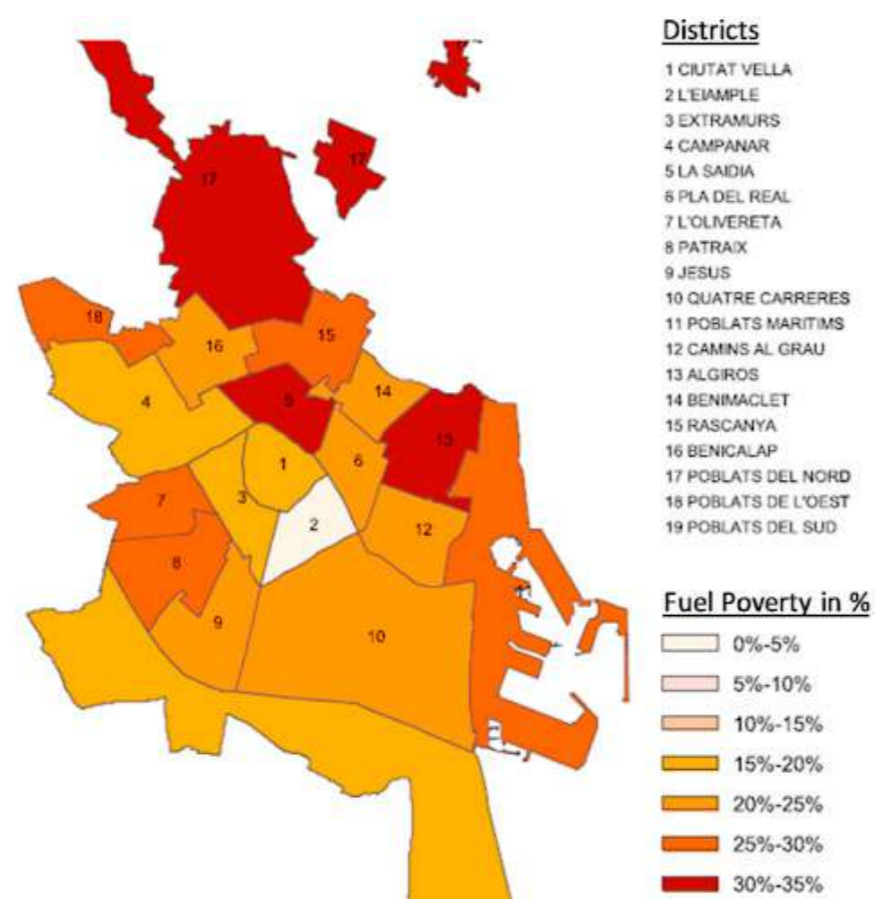 Districts
1 CIUTAT VELLA
2 L'EIAMPLE
3 EXTRAMURS
4 CAMPANAR
5 LA SAIDIA
6 PLA DEL REAL
7 L'OLIVERETA
8 PATRAIX
9 JESUS
10 QUATRE CARRERES
11 POBLATS MARITIMS
12 CAMINS AL GRAU
13 ALGIROS
14 BENIMACLET
15 RASCANYA
16 BENICALAP
17 POBLATS DEL NORD
18 POBLATS DE L'OEST
19 POBLATS DEL SUD
Fuel Poverty in %
0%-5%
5%-10%
10%-15%
15%-20%
20%-25%
25%-30%
30%-35%
17
17
18
16
15
4
5
14
13
1
6
3
7
2
12
8
11
9
10